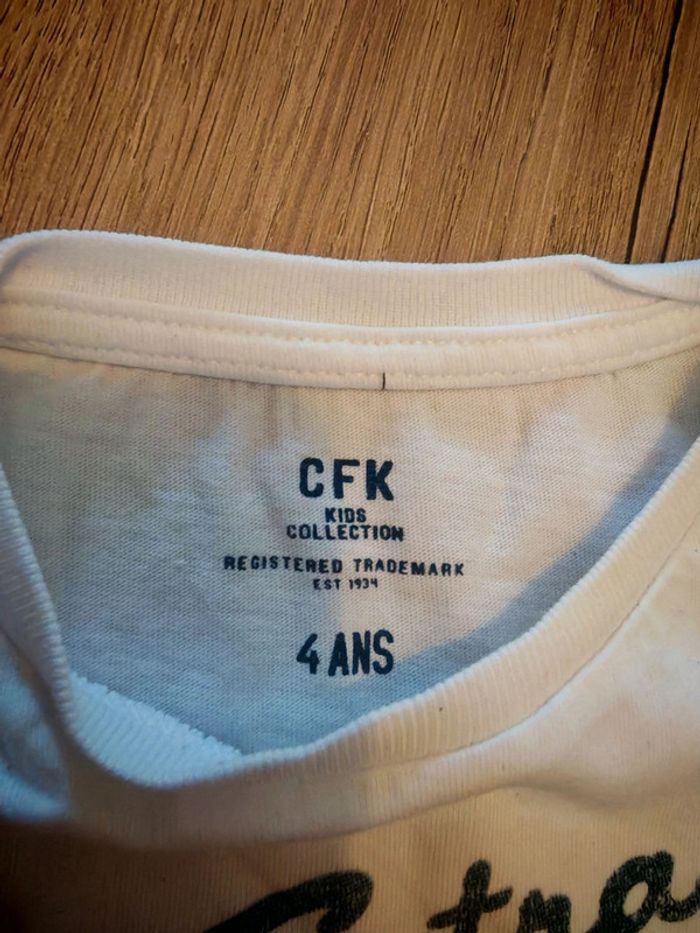 CFK
KIDS
COLLECTION
REGISTERED TRADEMARK
EST 1934
4 ANS